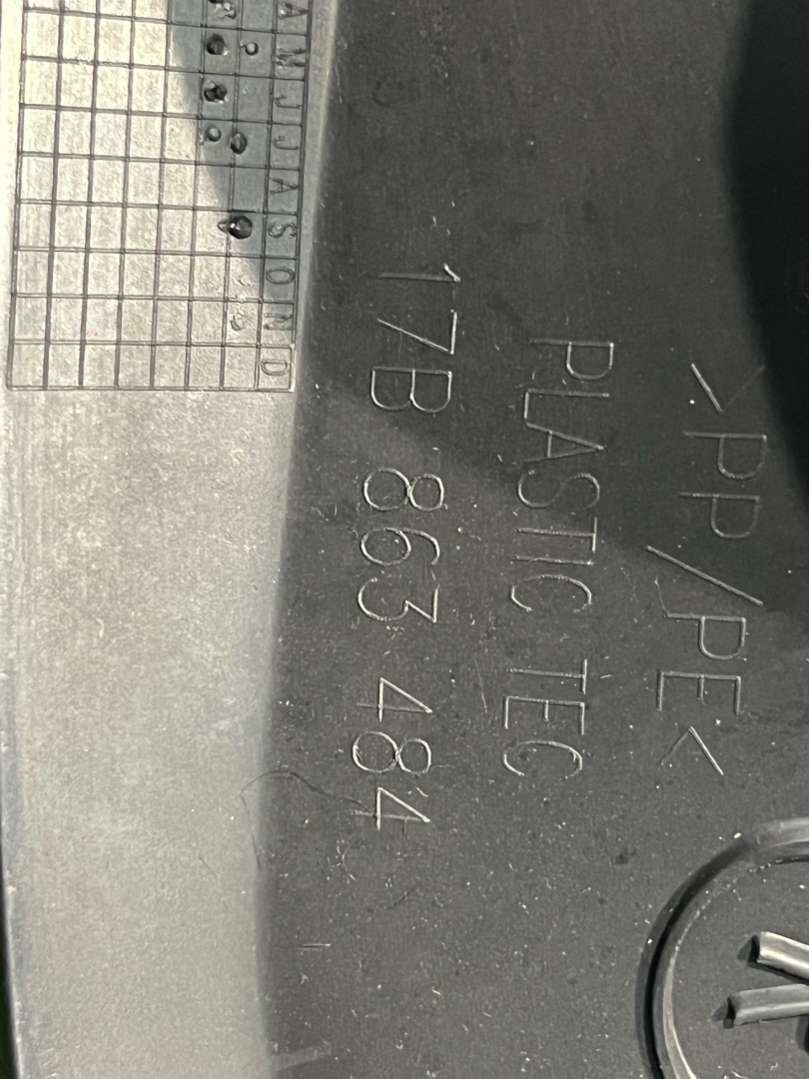 >PP/PE<
PLASTIC TEC
17B 863 484
A M J J A S O N D